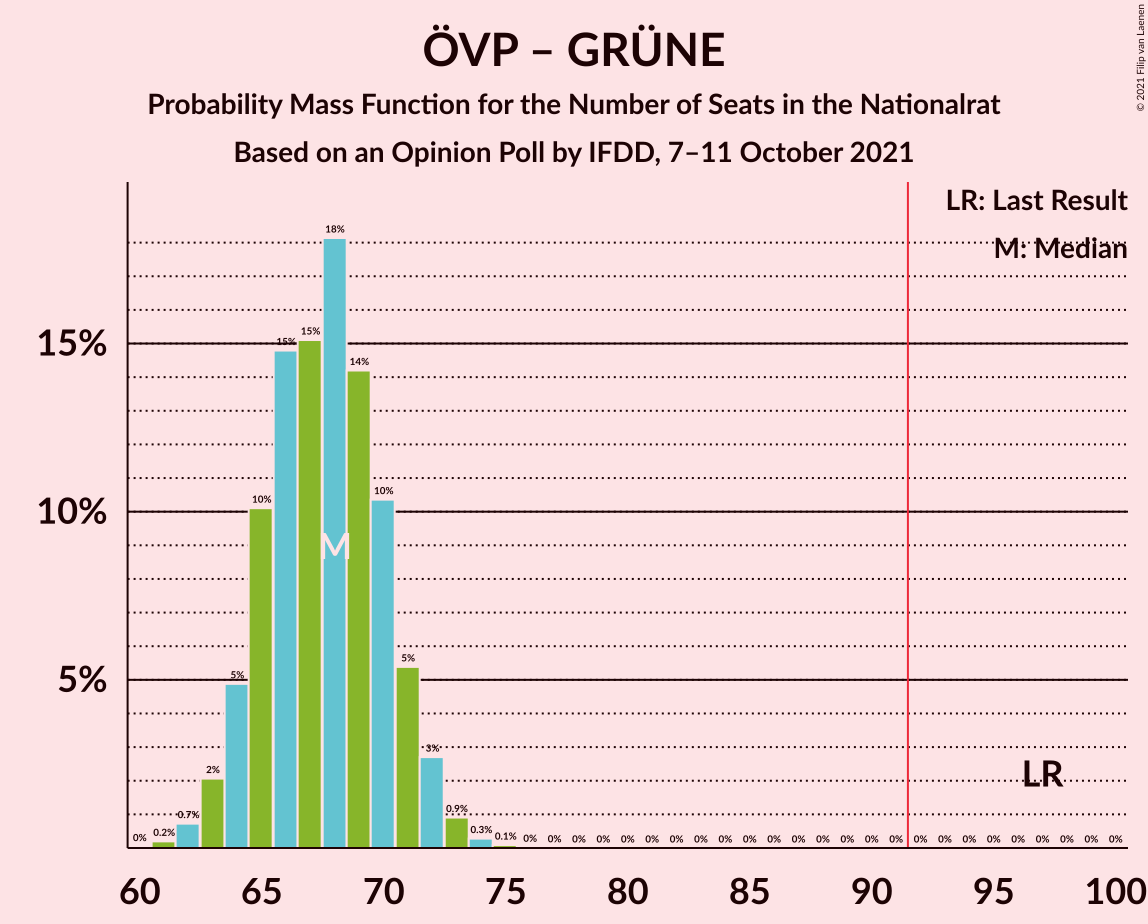 ÖVP – GRÜNE
Probability Mass Function for the Number of Seats in the Nationalrat
Based on an Opinion Poll by IFDD, 7–11 October 2021
© 2021 Filip van Laenen
LR: Last Result
M: Median
15%
10%
5%
0% 0.2% 0.7% 2% 5% 10% 15% 15% 18% 14% 10% 5% 3% 0.9% 0.3% 0.1% 0% 0% 0% 0% 0% 0% 0% 0% 0% 0% 0% 0% 0% 0% 0% 0% 0% 0% 0% 0% 0% 0% 0% 0% 0%
M
LR
60 65 70 75 80 85 90 95 100